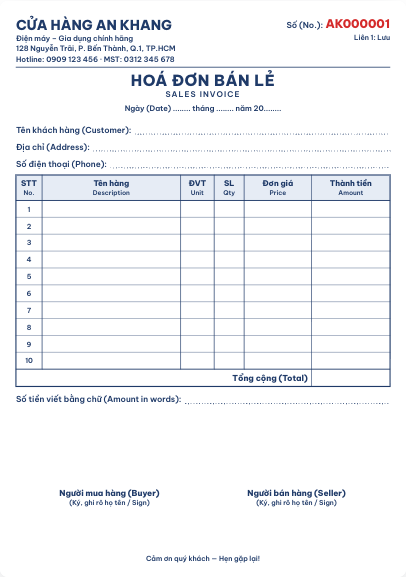 CỬA HÀNG AN KHANG
Điện máy – Gia dụng chính hãng
128 Nguyễn Trãi, P. Bến Thành, Q.1, TP.HCM
Hotline: 0909 123 456 · MST: 0312 345 678
Số (No.): AK000001
Liên 1: Lưu
HOÁ ĐƠN BÁN LẺ
SALES INVOICE
Ngày (Date) ........ tháng ........ năm 20........
Tên khách hàng (Customer):
Địa chỉ (Address):
Số điện thoại (Phone):
STT Tên hàng ĐVT SL Đơn giá Thành tiền
No. Description Unit Qty Price Amount
1
2
3
4
5
6
7
8
9
10
Tổng cộng (Total)
Số tiền viết bằng chữ (Amount in words):
Người mua hàng (Buyer) Người bán hàng (Seller)
(Ký, ghi rõ họ tên / Sign) (Ký, ghi rõ họ tên / Sign)
Cảm ơn quý khách — Hẹn gặp lại!